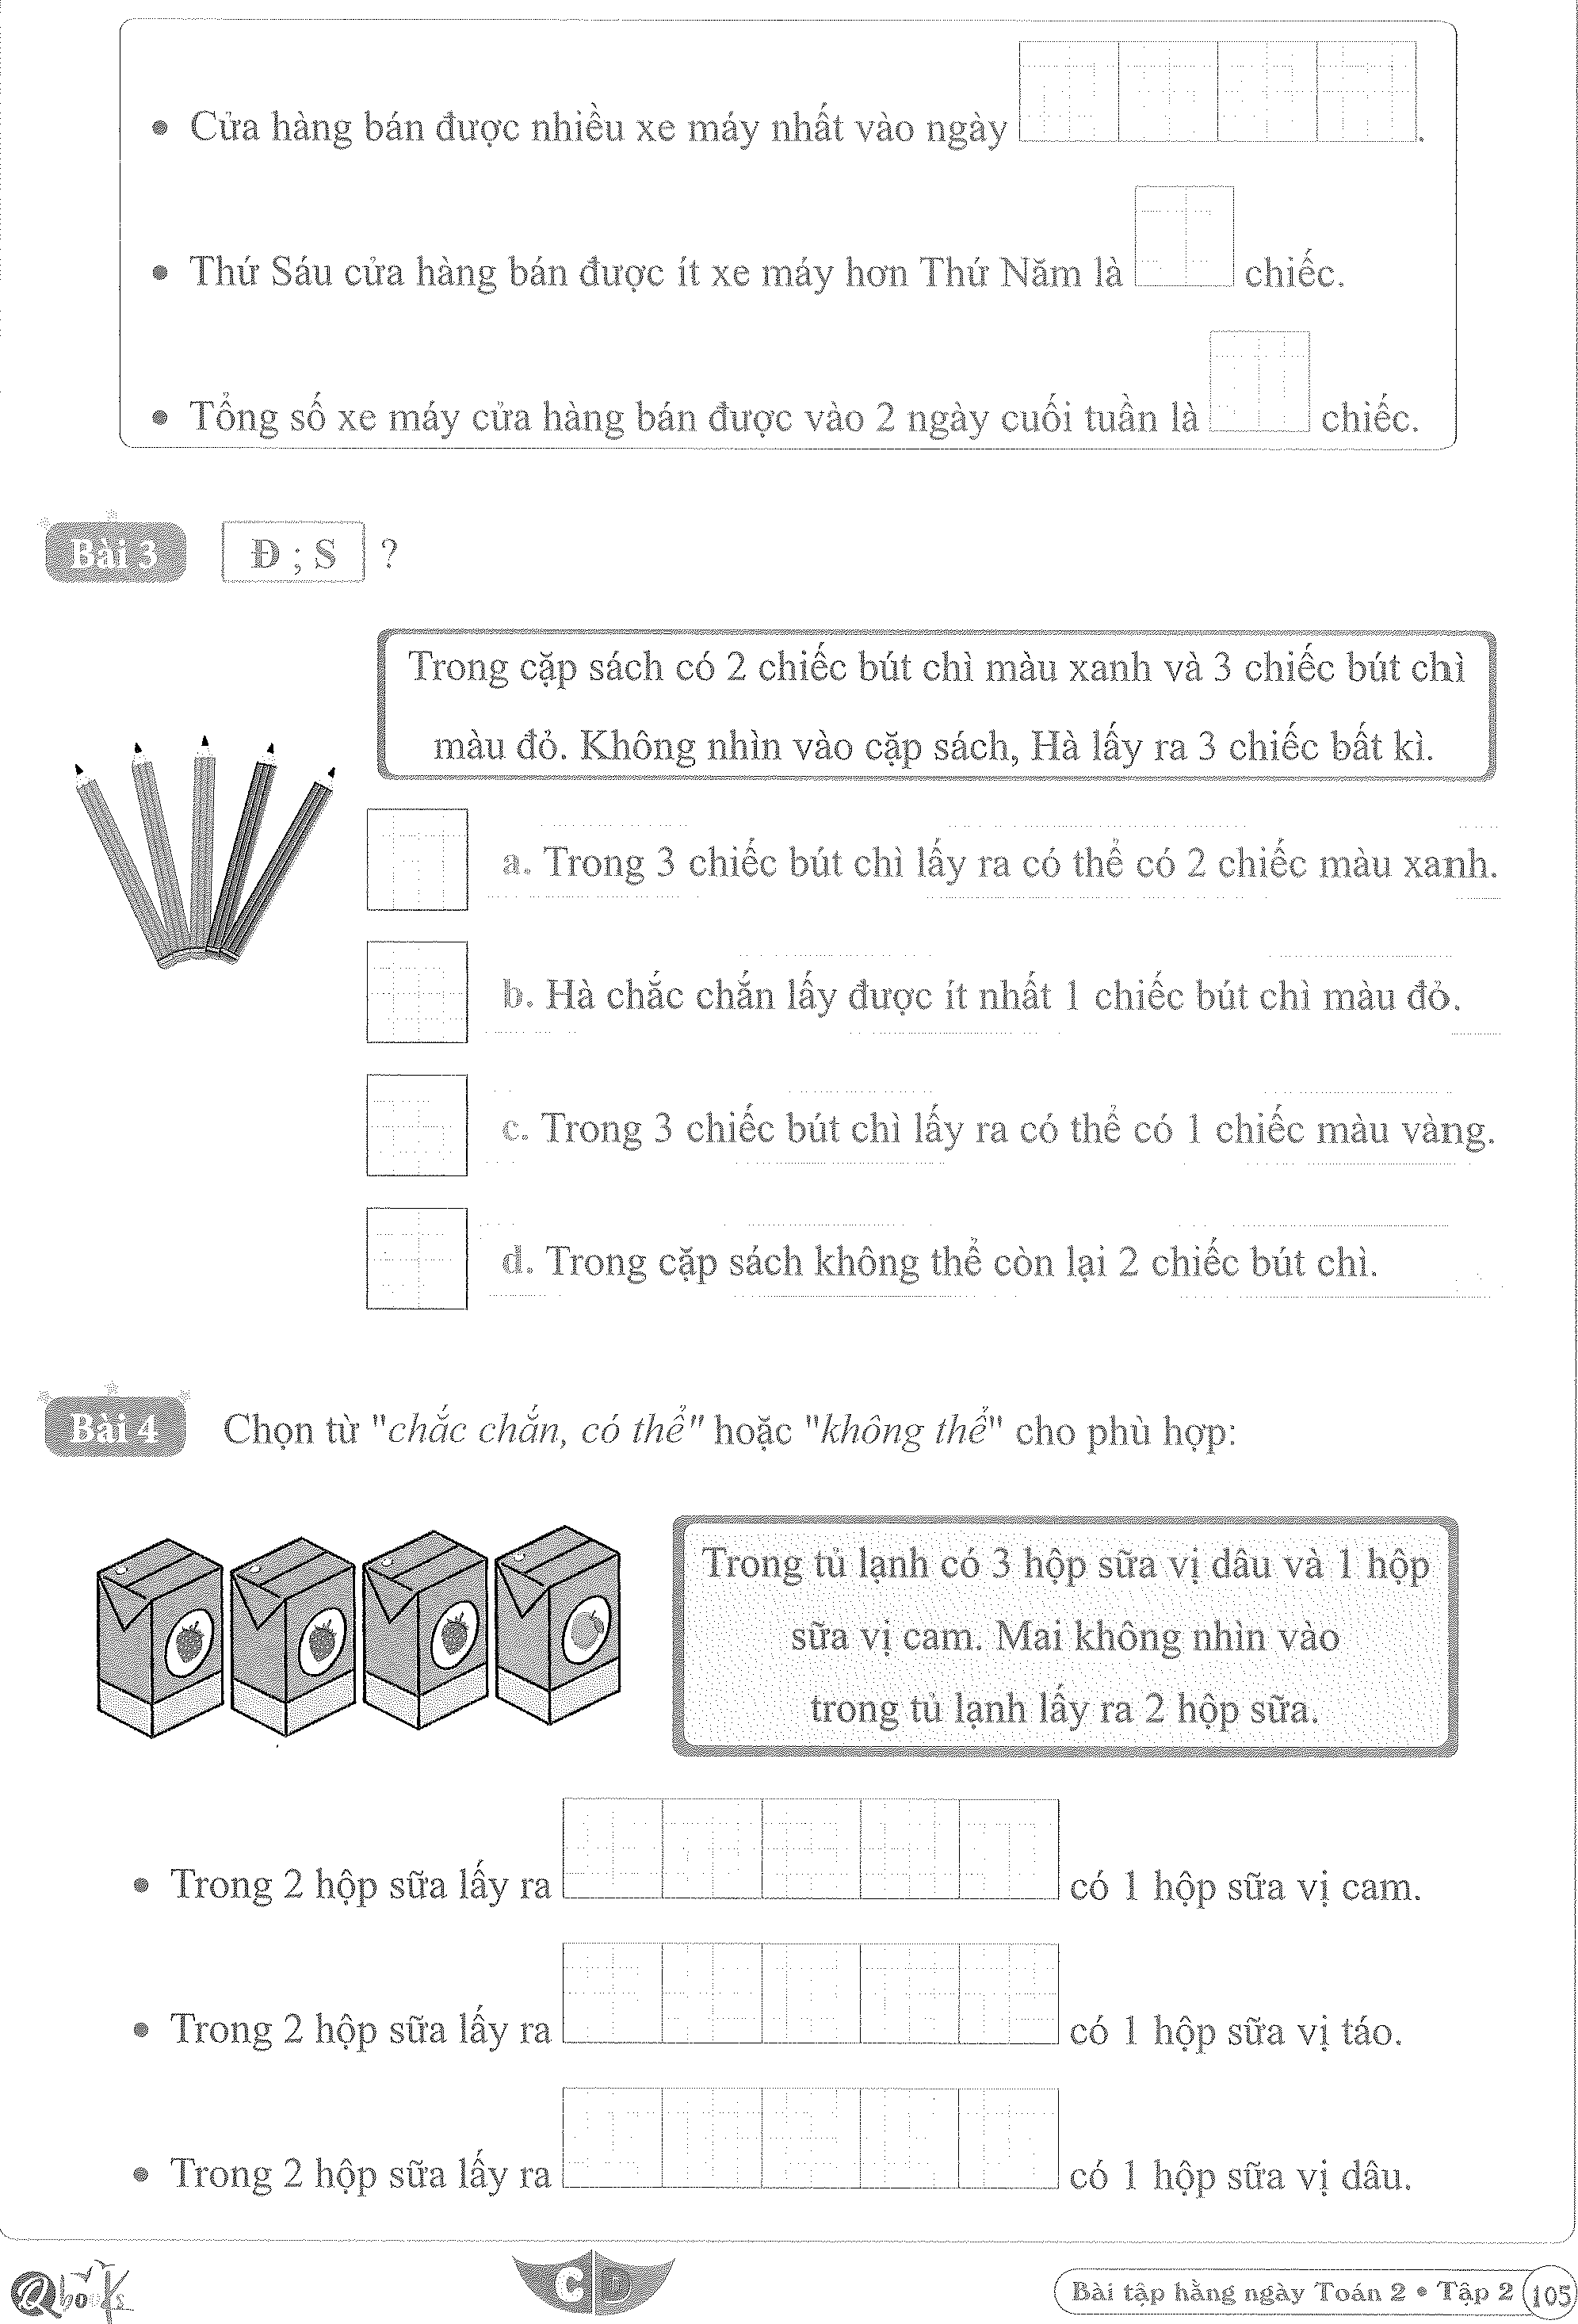 • Cửa hàng bán được nhiều xe máy nhất vào ngày .
• Thứ Sáu cửa hàng bán được ít xe máy hơn Thứ Năm là chiếc.
• Tổng số xe máy cửa hàng bán được vào 2 ngày cuối tuần là chiếc.
Bài 3 Đ ; S ?
Trong cặp sách có 2 chiếc bút chì màu xanh và 3 chiếc bút chì
màu đỏ. Không nhìn vào cặp sách, Hà lấy ra 3 chiếc bất kì.
a. Trong 3 chiếc bút chì lấy ra có thể có 2 chiếc màu xanh.
b. Hà chắc chắn lấy được ít nhất 1 chiếc bút chì màu đỏ.
c. Trong 3 chiếc bút chì lấy ra có thể có 1 chiếc màu vàng.
d. Trong cặp sách không thể còn lại 2 chiếc bút chì.
Bài 4 Chọn từ "chắc chắn, có thể" hoặc "không thể" cho phù hợp:
Trong tủ lạnh có 3 hộp sữa vị dâu và 1 hộp
sữa vị cam. Mai không nhìn vào
trong tủ lạnh lấy ra 2 hộp sữa.
• Trong 2 hộp sữa lấy ra có 1 hộp sữa vị cam.
• Trong 2 hộp sữa lấy ra có 1 hộp sữa vị táo.
• Trong 2 hộp sữa lấy ra có 1 hộp sữa vị dâu.
Qbooks
C D
Bài tập hằng ngày Toán 2 • Tập 2 105